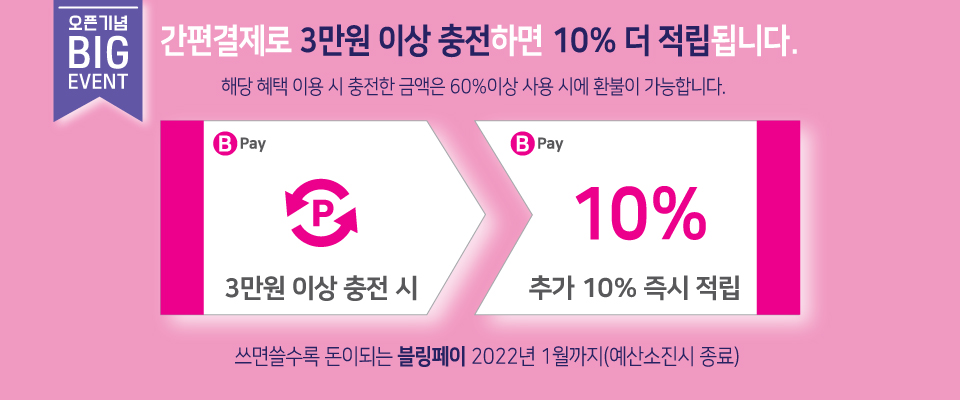 오픈기념
BIG
EVENT
간편결제로 3만원 이상 충전하면 10% 더 적립됩니다.
해당 혜택 이용 시 충전한 금액은 60%이상 사용 시에 환불이 가능합니다.
B Pay
P
3만원 이상 충전 시
B Pay
10%
추가 10% 즉시 적립
쓰면쓸수록 돈이되는 블링페이 2022년 1월까지(예산소진시 종료)